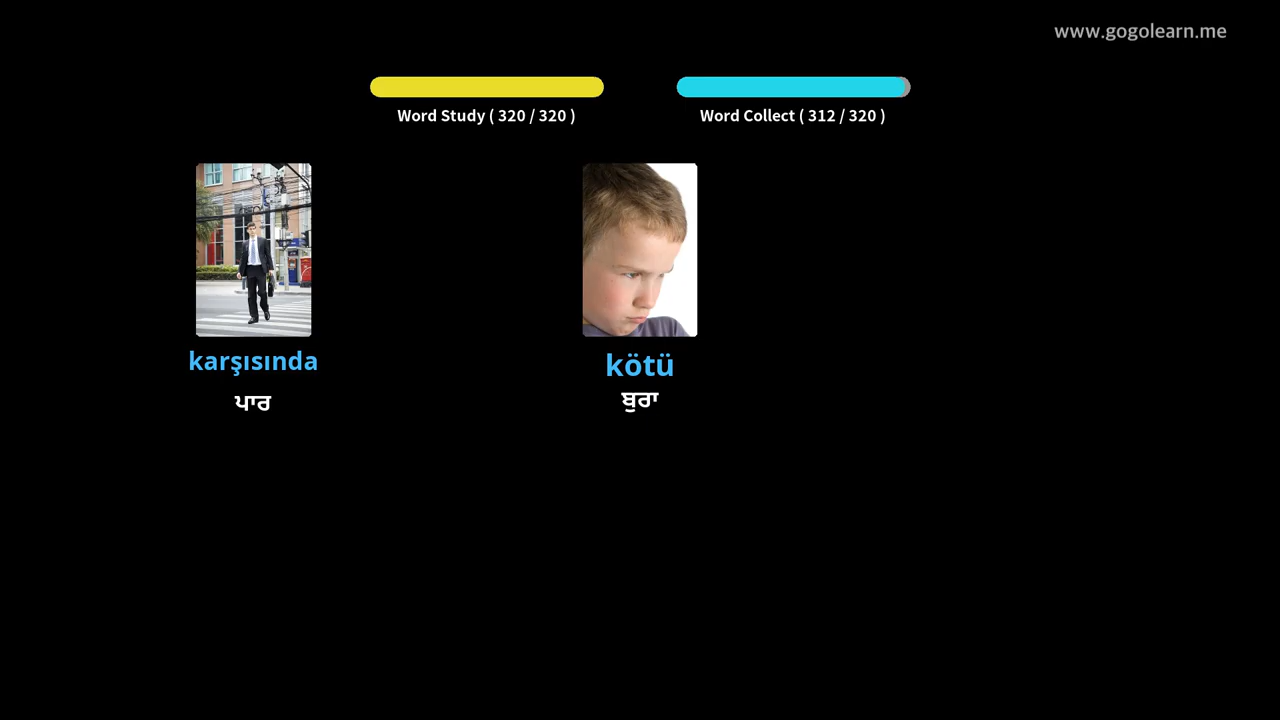 www.gogolearn.me
Word Study ( 320 / 320 )
Word Collect ( 312 / 320 )
karşısında
ਪਾਰ
kötü
ਬੁਰਾ